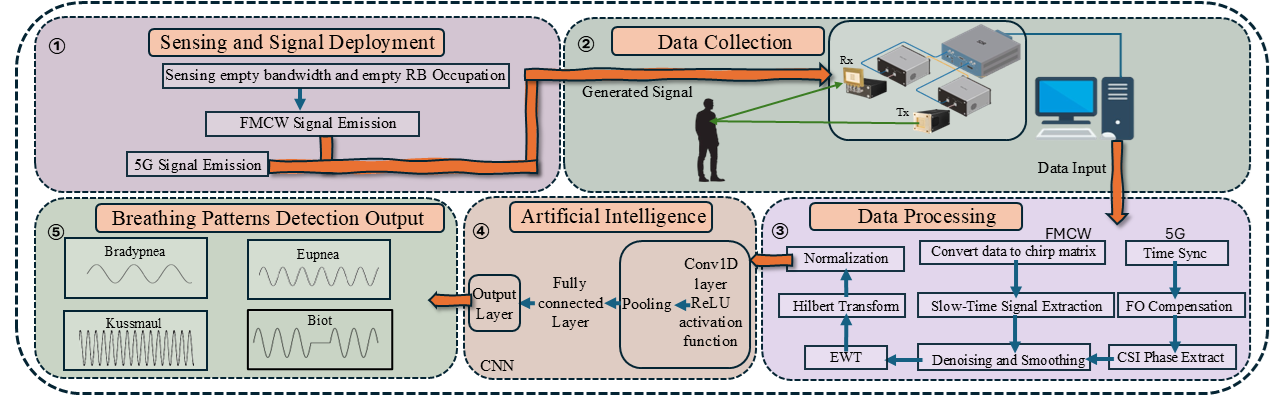 ①
Sensing and Signal Deployment
Sensing empty bandwidth and empty RB Occupation
FMCW Signal Emission
5G Signal Emission
②
Data Collection
Generated Signal
Rx
Tx
Data Input
③
Data Processing
FMCW
5G
Convert data to chirp matrix
Time Sync
Slow-Time Signal Extraction
FO Compensation
Denoising and Smoothing
CSI Phase Extract
EWT
Hilbert Transform
Normalization
④
Artificial Intelligence
Conv1D
layer
ReLU
activation
function
Pooling
Fully
connected
Layer
Output
Layer
CNN
⑤
Breathing Patterns Detection Output
Bradypnea
Eupnea
Kussmaul
Biot